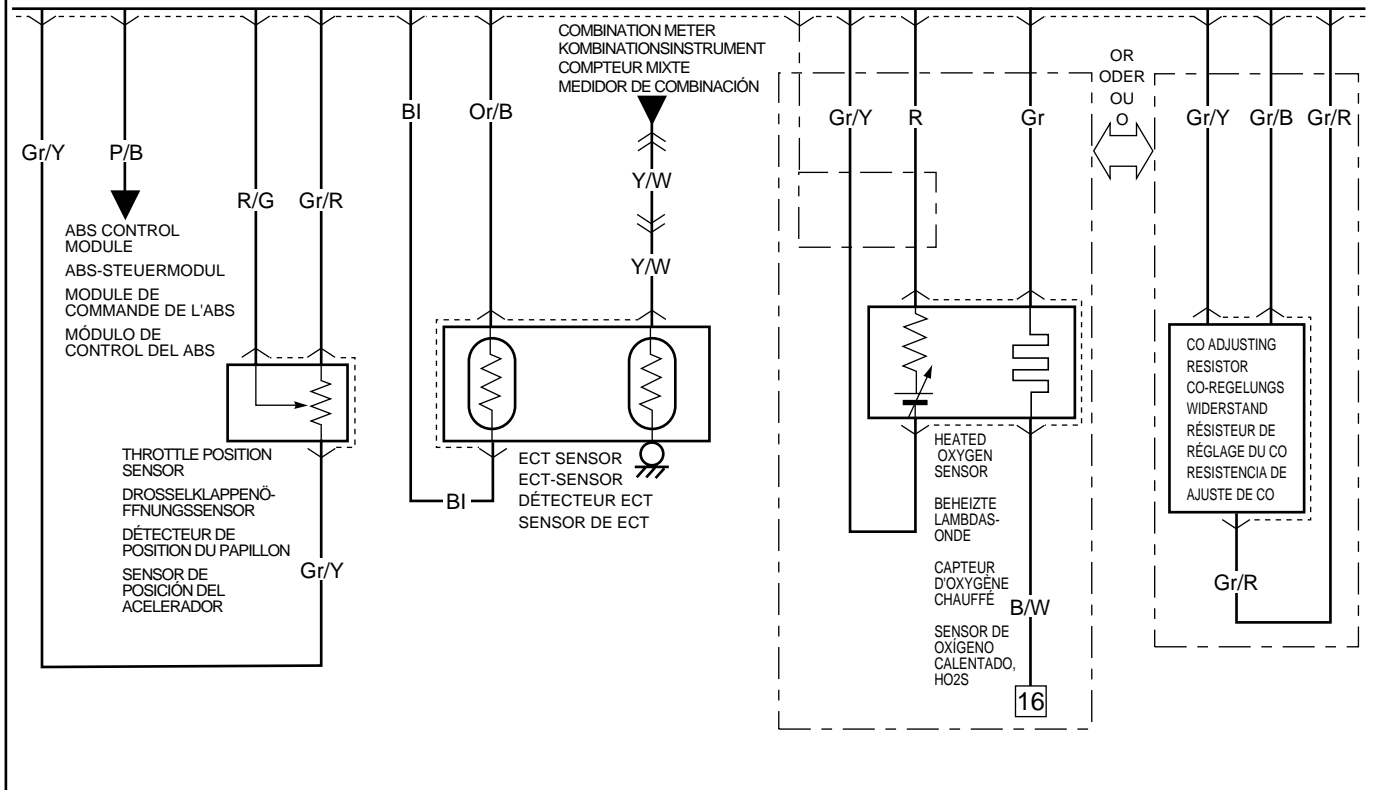 COMBINATION METER
KOMBINATIONSINSTRUMENT
COMPTEUR MIXTE
MEDIDOR DE COMBINACIÓN
OR
ODER
OU
O
Bl
Or/B
Gr/Y
R
Gr
Gr/Y
Gr/B
Gr/R
Gr/Y
P/B
Y/W
R/G
Gr/R
ABS CONTROL
MODULE
ABS-STEUERMODUL
MODULE DE
COMMANDE DE L'ABS
MÓDULO DE
CONTROL DEL ABS
Y/W
THROTTLE POSITION
SENSOR
DROSSELKLAPPENÖ-
FFNUNGSSENSOR
DÉTECTEUR DE
POSITION DU PAPILLON
SENSOR DE
POSICIÓN DEL
ACELERADOR
Gr/Y
Bl
ECT SENSOR
ECT-SENSOR
DÉTECTEUR ECT
SENSOR DE ECT
HEATED
OXYGEN
SENSOR
BEHEIZTE
LAMBDAS-
ONDE
CAPTEUR
D'OXYGÈNE
CHAUFFÉ
SENSOR DE
OXÍGENO
CALENTADO,
HO2S
B/W
16
CO ADJUSTING
RESISTOR
CO-REGELUNGS
WIDERSTAND
RÉSISTEUR DE
RÉGLAGE DU CO
RESISTENCIA DE
AJUSTE DE CO
Gr/R